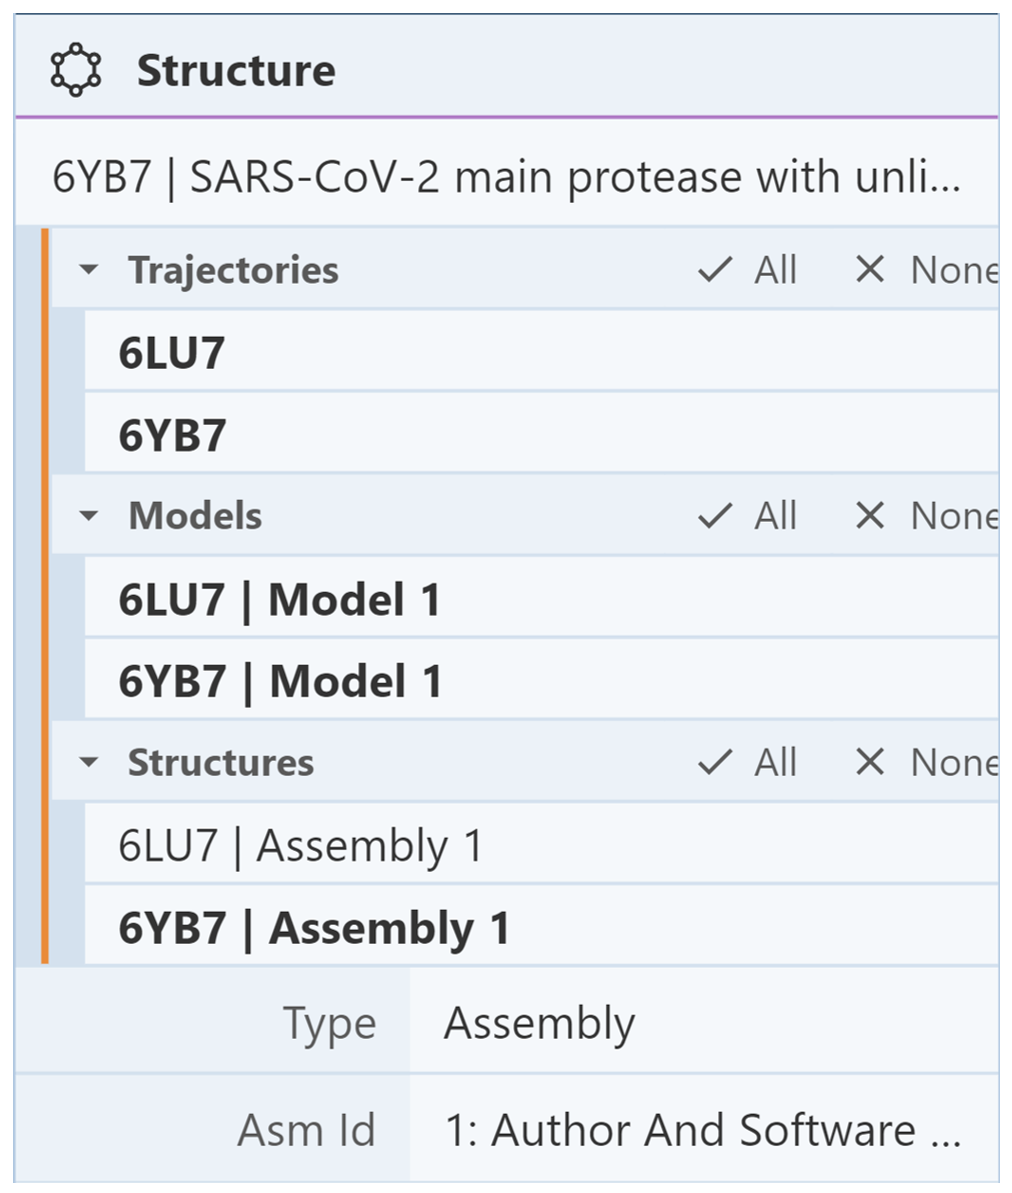 Structure
6YB7 | SARS-CoV-2 main protease with unli...
Trajectories All None
6LU7
6YB7
Models All None
6LU7 | Model 1
6YB7 | Model 1
Structures All None
6LU7 | Assembly 1
6YB7 | Assembly 1
Type Assembly
Asm Id 1: Author And Software ...